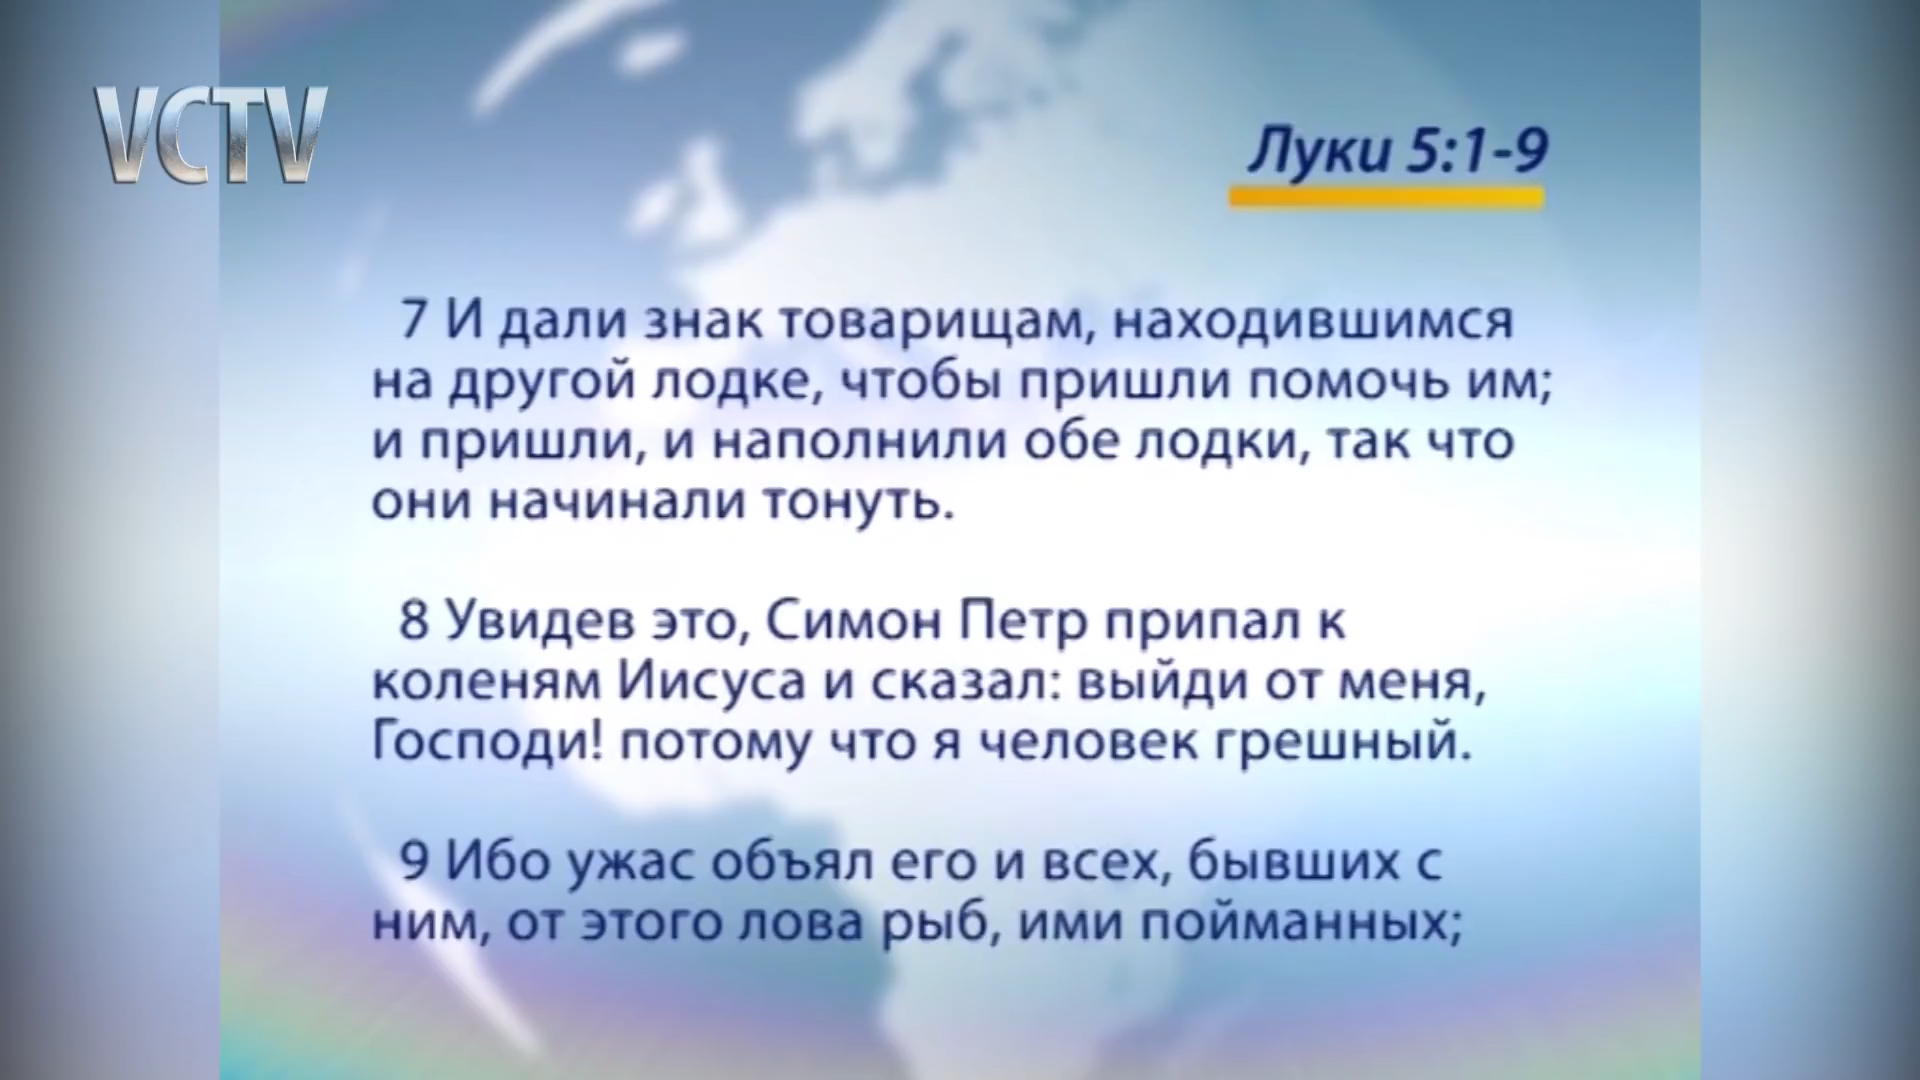 VCTV
Луки 5:1-9
7 И дали знак товарищам, находившимся
на другой лодке, чтобы пришли помочь им;
и пришли, и наполнили обе лодки, так что
они начинали тонуть.
8 Увидев это, Симон Петр припал к
коленям Иисуса и сказал: выйди от меня,
Господи! потому что я человек грешный.
9 Ибо ужас объял его и всех, бывших с
ним, от этого лова рыб, ими пойманных;